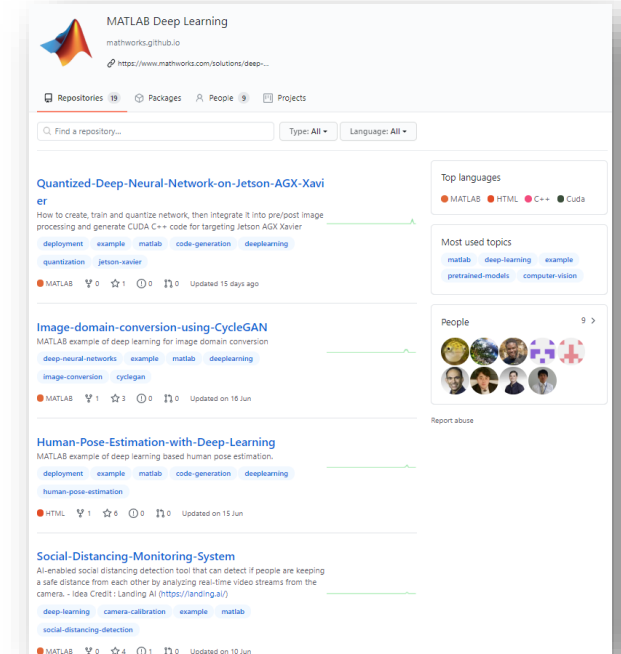 MATLAB Deep Learning
mathworks.github.io
https://www.mathworks.com/solutions/deep-...
Repositories 19 Packages People 9 Projects
Find a repository... Type: All Language: All
Quantized-Deep-Neural-Network-on-Jetson-AGX-Xavi
er
How to create, train and quantize network, then integrate it into pre/post image
processing and generate CUDA C++ code for targeting Jetson AGX Xavier
deployment example matlab code-generation deeplearning
quantization jetson-xavier
MATLAB 0 1 0 0 Updated 15 days ago
Image-domain-conversion-using-CycleGAN
MATLAB example of deep learning for image domain conversion
deep-neural-networks example matlab deeplearning
image-conversion cyclegan
MATLAB 1 3 0 0 Updated on 16 Jun
Human-Pose-Estimation-with-Deep-Learning
MATLAB example of deep learning based human pose estimation.
deployment example matlab code-generation deeplearning
human-pose-estimation
HTML 1 6 0 0 Updated on 15 Jun
Social-Distancing-Monitoring-System
AI-enabled social distancing detection tool that can detect if people are keeping
a safe distance from each other by analyzing real-time video streams from the
camera. - Idea Credit : Landing AI (https://landing.ai/)
deep-learning camera-calibration example matlab
social-distancing-detection
MATLAB 0 4 1 0 Updated on 10 Jun
Top languages
MATLAB HTML C++ Cuda
Most used topics
matlab deep-learning example
pretrained-models computer-vision
People 9
Report abuse